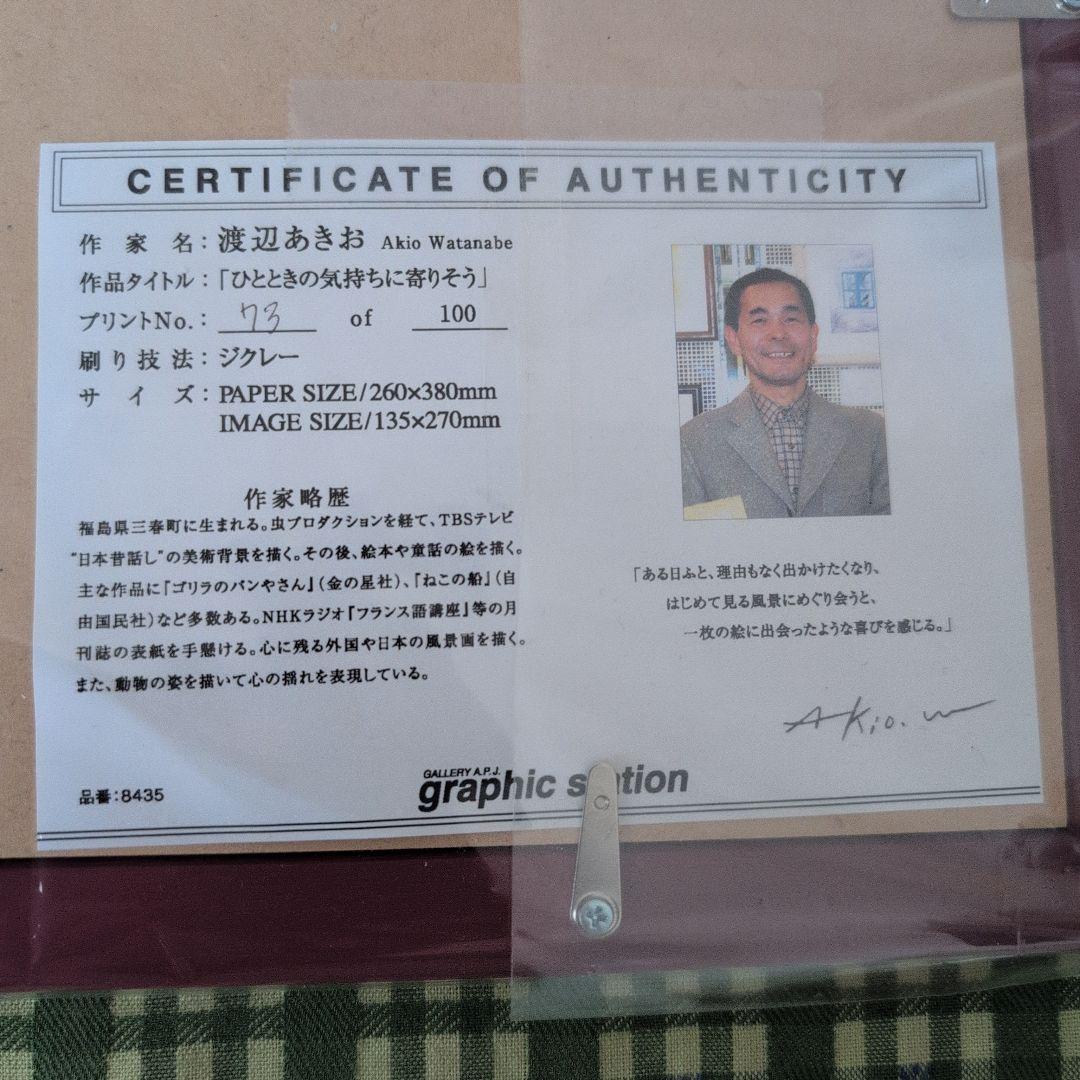 CERTIFICATE OF AUTHENTICITY
作家名：渡辺あきお Akio Watanabe
作品タイトル：「ひとときの気持ちに寄りそう」
プリントNo.： 73 of 100
刷り技法：ジクレー
サイズ：PAPER SIZE/260×380mm
IMAGE SIZE/135×270mm
作家略歴
福島県三春町に生まれる。虫プロダクションを経て、TBSテレビ
“日本昔話し”の美術背景を描く。その後、絵本や童話の絵を描く。
主な作品に『ゴリラのパンやさん』（金の星社）、『ねこの船』（自
由国民社）など多数ある。NHKラジオ『フランス語講座』等の月
刊誌の表紙を手懸ける。心に残る外国や日本の風景画を描く。
また、動物の姿を描いて心の揺れを表現している。
「ある日ふと、理由もなく出かけたくなり、
はじめて見る風景にめぐり会うと、
一枚の絵に出会ったような喜びを感じる。」
Akio. w
品番：8435
GALLERY A.P.J.
graphic station